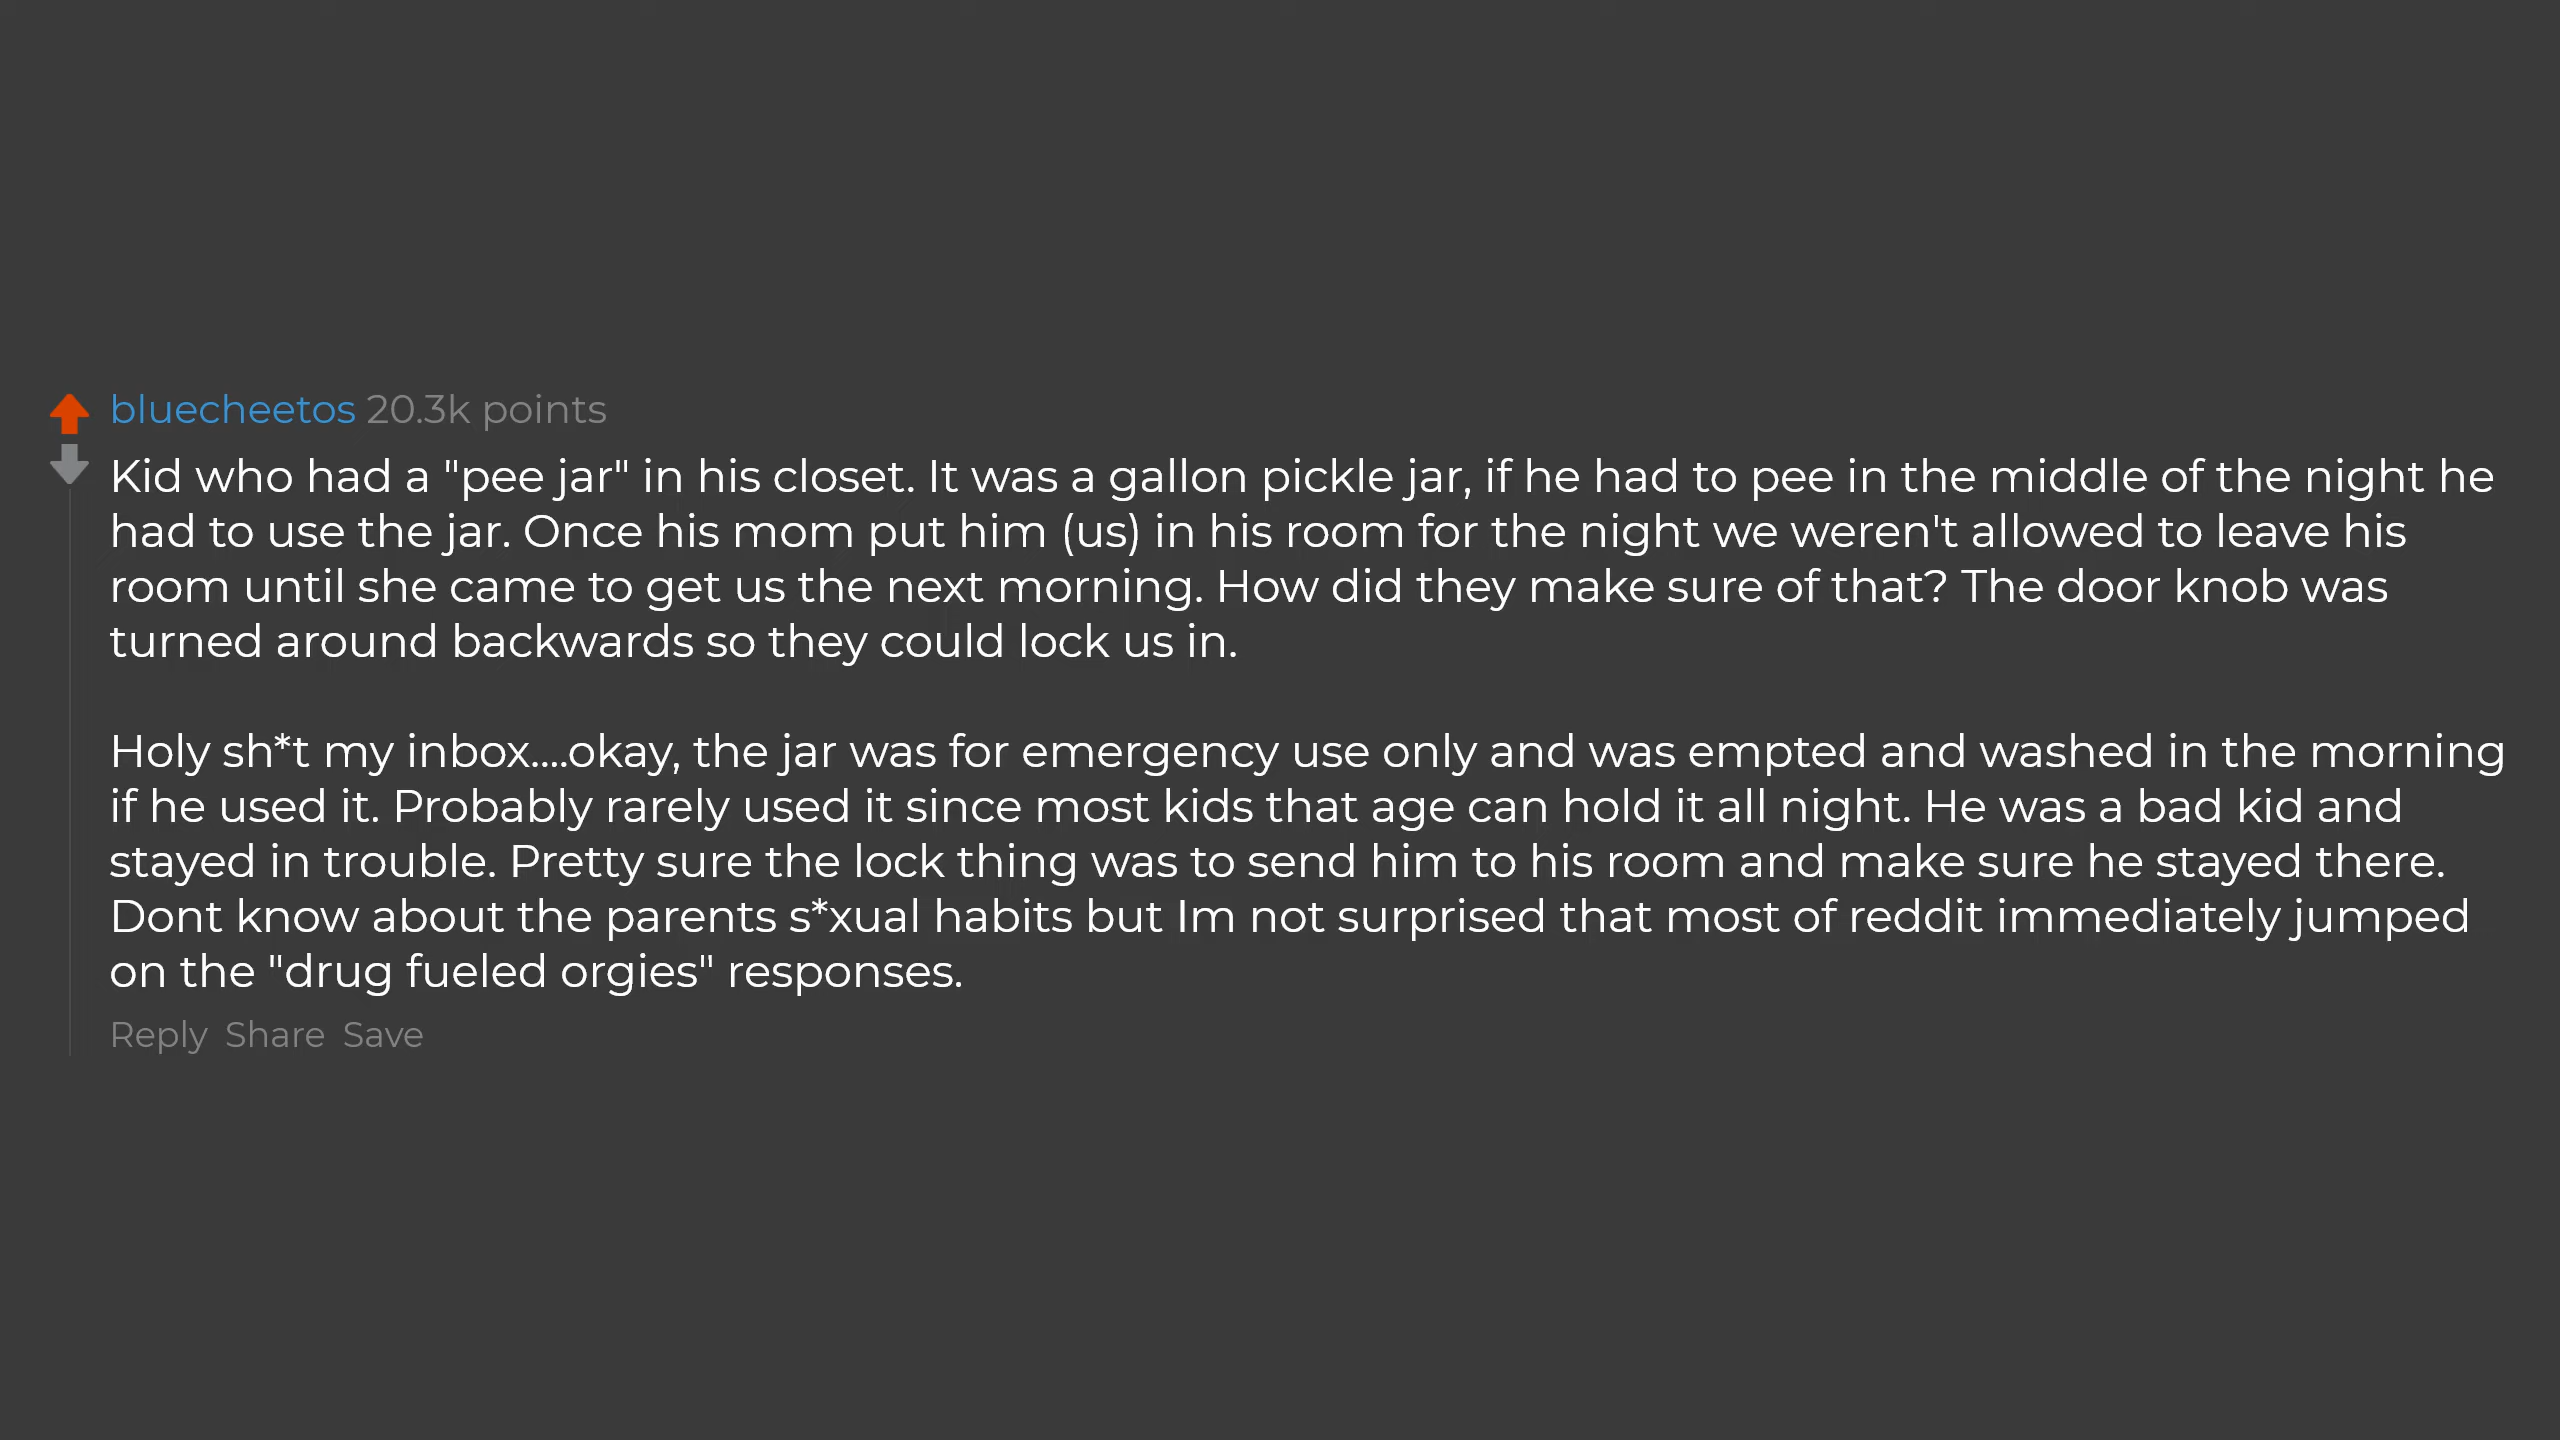 bluecheetos 20.3k points
Kid who had a "pee jar" in his closet. It was a gallon pickle jar, if he had to pee in the middle of the night he
had to use the jar. Once his mom put him (us) in his room for the night we weren't allowed to leave his
room until she came to get us the next morning. How did they make sure of that? The door knob was
turned around backwards so they could lock us in.
Holy sh*t my inbox....okay, the jar was for emergency use only and was empted and washed in the morning
if he used it. Probably rarely used it since most kids that age can hold it all night. He was a bad kid and
stayed in trouble. Pretty sure the lock thing was to send him to his room and make sure he stayed there.
Dont know about the parents s*xual habits but Im not surprised that most of reddit immediately jumped
on the "drug fueled orgies" responses.
Reply Share Save